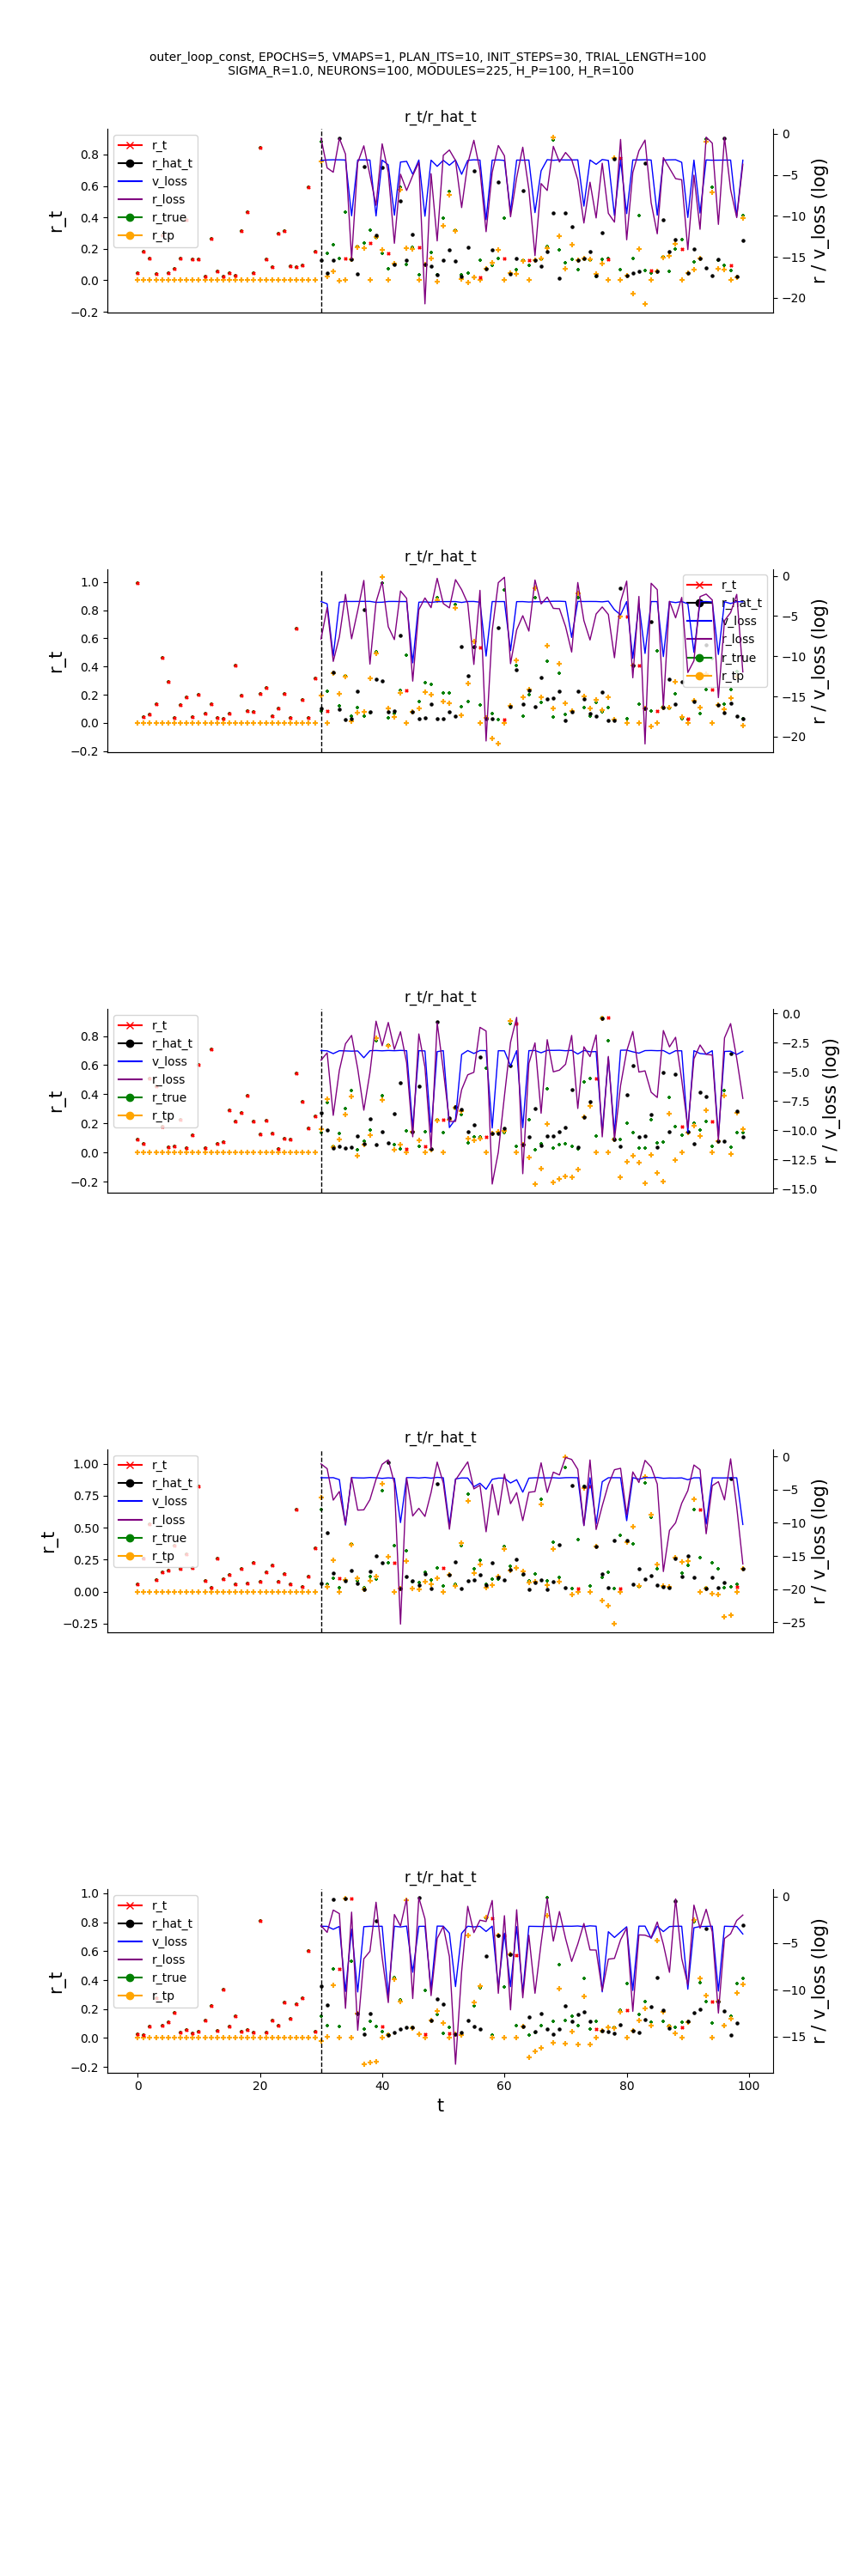 outer_loop_const, EPOCHS=5, VMAPS=1, PLAN_ITS=10, INIT_STEPS=30, TRIAL_LENGTH=100
SIGMA_R=1.0, NEURONS=100, MODULES=225, H_P=100, H_R=100
r_t/r_hat_t
r_t
0.8
0.6
0.4
0.2
0.0
−0.2
r_t
r_hat_t
v_loss
r_loss
r_true
r_tp
0
−5
−10
−15
−20
r / v_loss (log)
r_t/r_hat_t
r_t
1.0
0.8
0.6
0.4
0.2
0.0
−0.2
r_t
r_hat_t
v_loss
r_loss
r_true
r_tp
0
−5
−10
−15
−20
r / v_loss (log)
r_t/r_hat_t
r_t
0.8
0.6
0.4
0.2
0.0
−0.2
r_t
r_hat_t
v_loss
r_loss
r_true
r_tp
0.0
−2.5
−5.0
−7.5
−10.0
−12.5
−15.0
r / v_loss (log)
r_t/r_hat_t
r_t
1.00
0.75
0.50
0.25
0.00
−0.25
r_t
r_hat_t
v_loss
r_loss
r_true
r_tp
0
−5
−10
−15
−20
−25
r / v_loss (log)
r_t/r_hat_t
r_t
1.0
0.8
0.6
0.4
0.2
0.0
−0.2
r_t
r_hat_t
v_loss
r_loss
r_true
r_tp
0
−5
−10
−15
r / v_loss (log)
0 20 40 60 80 100
t